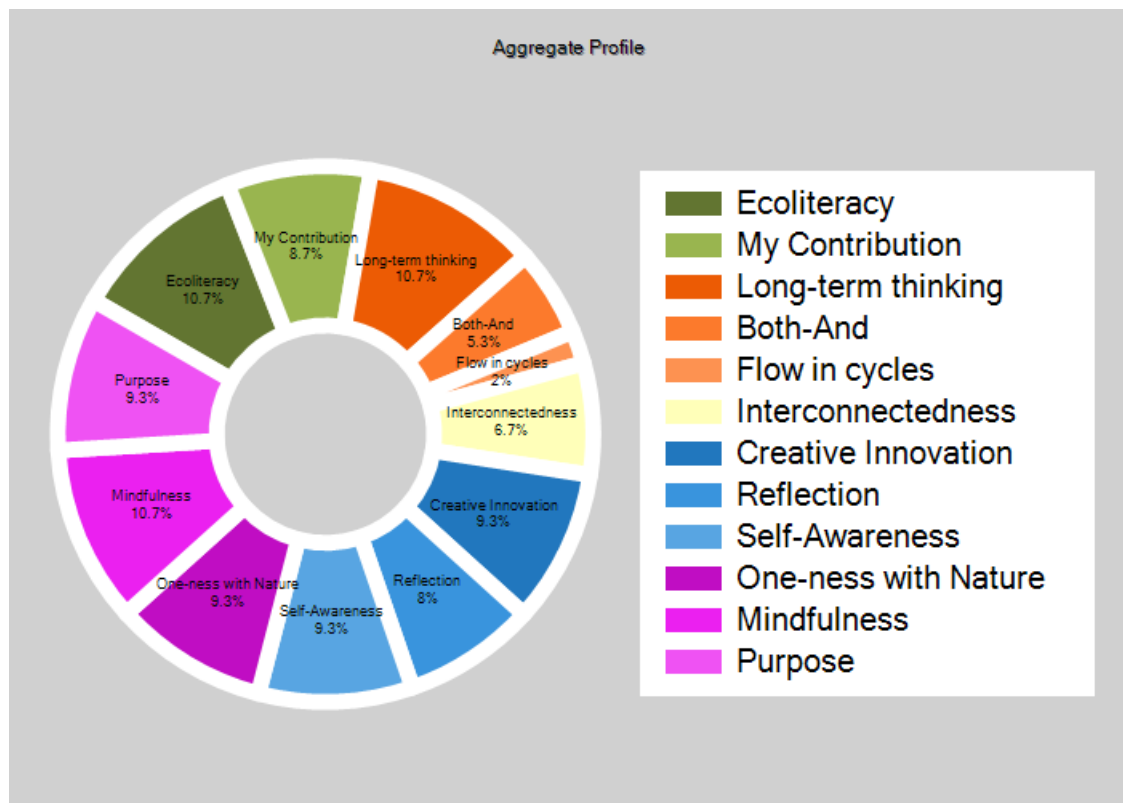 Aggregate Profile
My Contribution
8.7%
Long-term thinking
10.7%
Ecoliteracy
10.7%
Both-And
5.3%
Flow in cycles
2%
Purpose
9.3%
Interconnectedness
6.7%
Mindfulness
10.7%
Creative Innovation
9.3%
One-ness with Nature
9.3%
Reflection
8%
Self-Awareness
9.3%
Ecoliteracy
My Contribution
Long-term thinking
Both-And
Flow in cycles
Interconnectedness
Creative Innovation
Reflection
Self-Awareness
One-ness with Nature
Mindfulness
Purpose